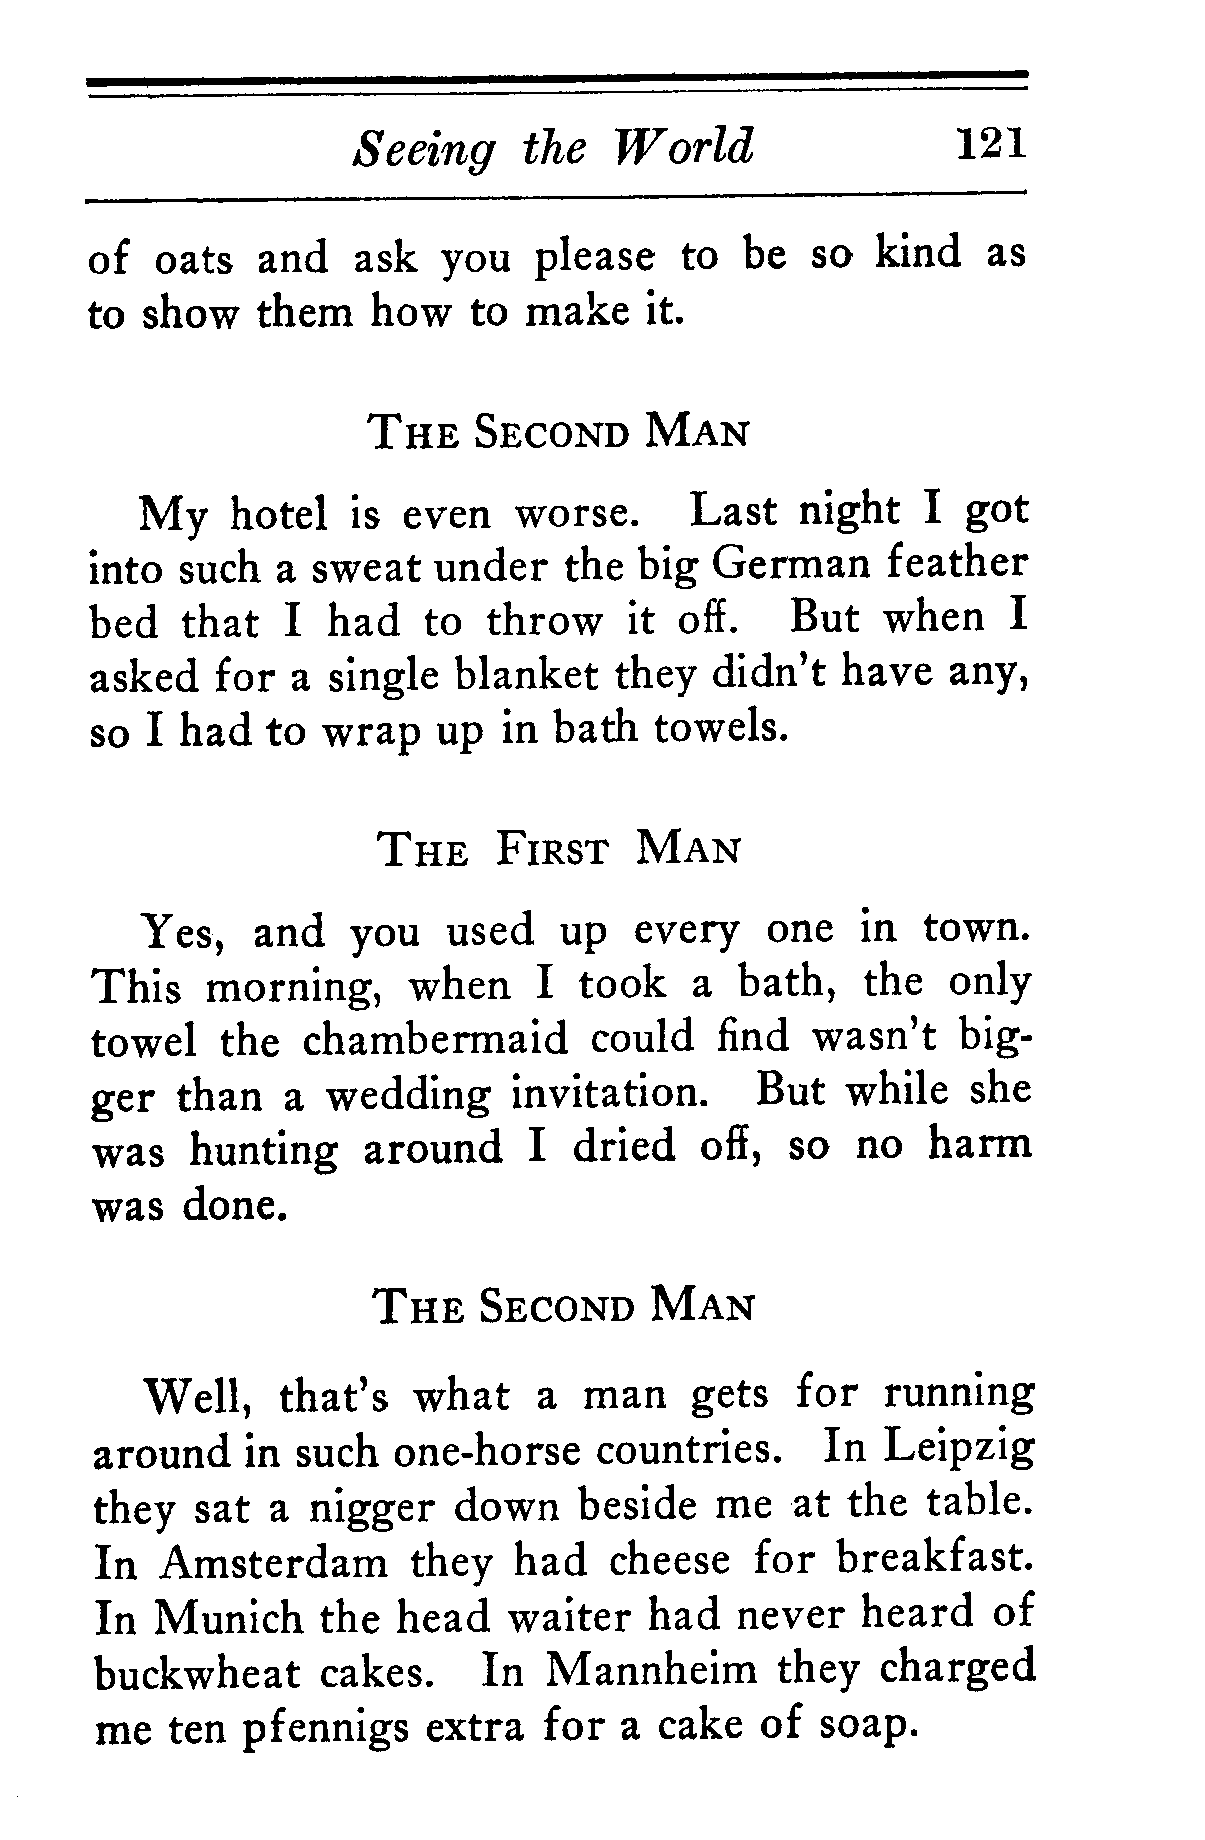 Seeing the World 121
of oats and ask you please to be so kind as
to show them how to make it.
The Second Man
My hotel is even worse. Last night I got
into such a sweat under the big German feather
bed that I had to throw it off. But when I
asked for a single blanket they didn't have any,
so I had to wrap up in bath towels.
The First Man
Yes, and you used up every one in town.
This morning, when I took a bath, the only
towel the chambermaid could find wasn't big-
ger than a wedding invitation. But while she
was hunting around I dried off, so no harm
was done.
The Second Man
Well, that's what a man gets for running
around in such one-horse countries. In Leipzig
they sat a nigger down beside me at the table.
In Amsterdam they had cheese for breakfast.
In Munich the head waiter had never heard of
buckwheat cakes. In Mannheim they charged
me ten pfennigs extra for a cake of soap.